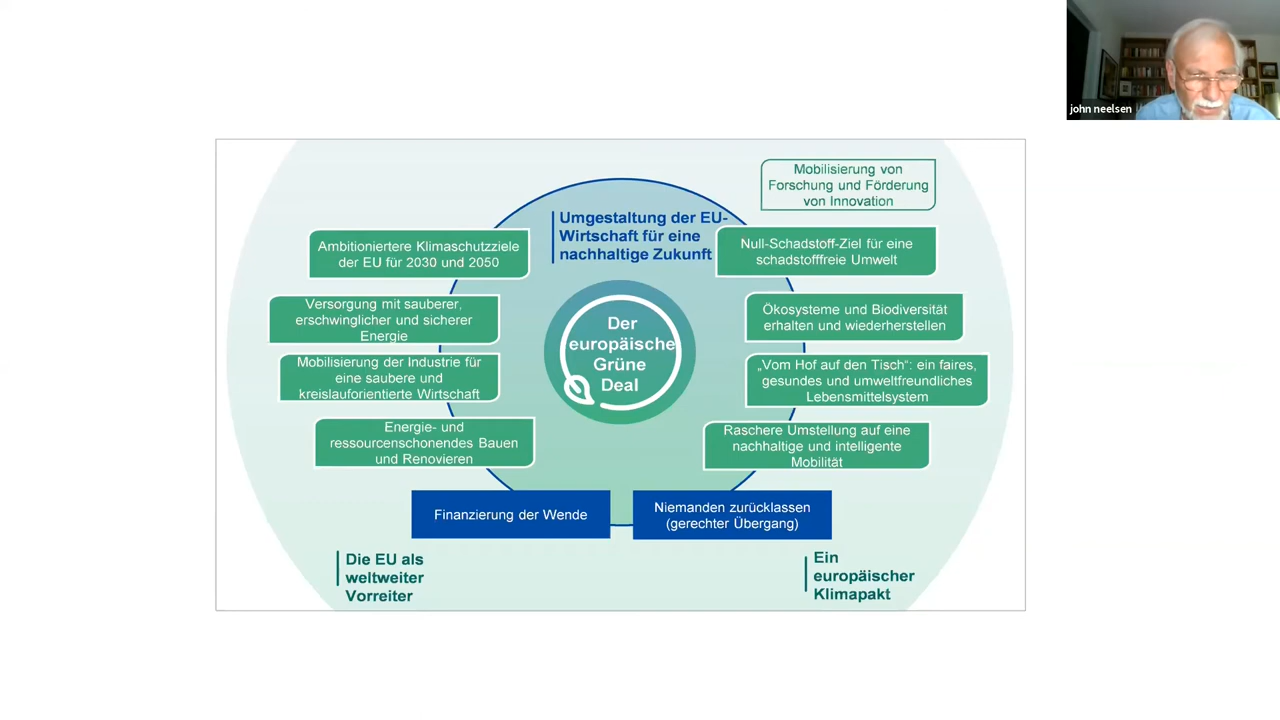 john neelsen
Mobilisierung von
Forschung und Förderung
von Innovation
Umgestaltung der EU-
Wirtschaft für eine
nachhaltige Zukunft
Ambitioniertere Klimaschutzziele
der EU für 2030 und 2050
Null-Schadstoff-Ziel für eine
schadstofffreie Umwelt
Versorgung mit sauberer,
erschwinglicher und sicherer
Energie
Ökosysteme und Biodiversität
erhalten und wiederherstellen
Der
europäische
Grüne
Deal
Mobilisierung der Industrie für
eine saubere und
kreislauforientierte Wirtschaft
„Vom Hof auf den Tisch“: ein faires,
gesundes und umweltfreundliches
Lebensmittelsystem
Energie- und
ressourcenschonendes Bauen
und Renovieren
Raschere Umstellung auf eine
nachhaltige und intelligente
Mobilität
Finanzierung der Wende
Niemanden zurücklassen
(gerechter Übergang)
Die EU als
weltweiter
Vorreiter
Ein
europäischer
Klimapakt